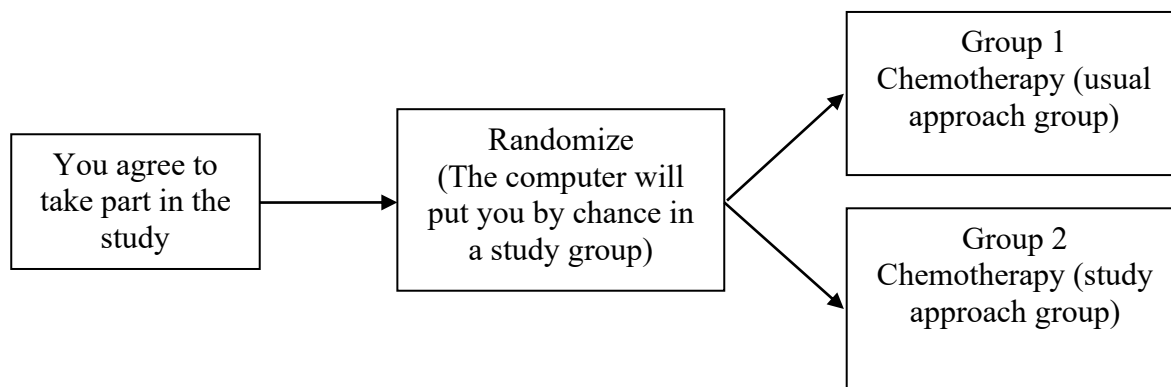 You agree to
take part in the
study
Randomize
(The computer will
put you by chance in
a study group)
Group 1
Chemotherapy (usual
approach group)
Group 2
Chemotherapy (study
approach group)